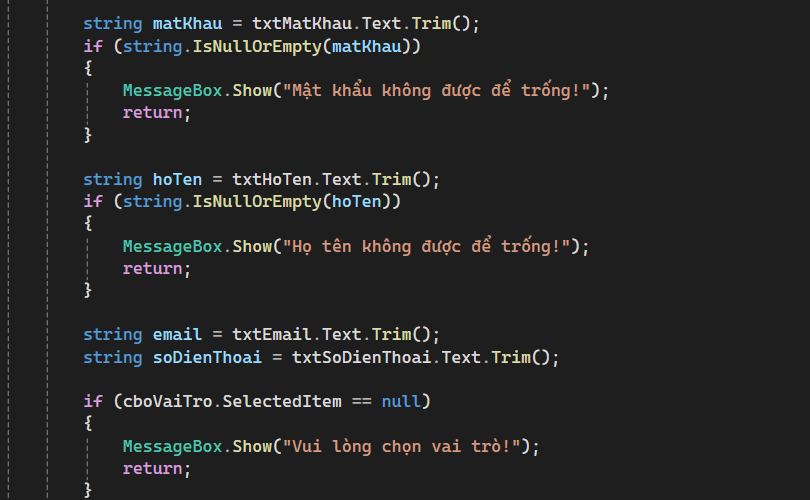 string matKhau = txtMatKhau.Text.Trim();
if (string.IsNullOrEmpty(matKhau))
{
MessageBox.Show("Mật khẩu không được để trống!");
return;
}
string hoTen = txtHoTen.Text.Trim();
if (string.IsNullOrEmpty(hoTen))
{
MessageBox.Show("Họ tên không được để trống!");
return;
}
string email = txtEmail.Text.Trim();
string soDienThoai = txtSoDienThoai.Text.Trim();
if (cboVaiTro.SelectedItem == null)
{
MessageBox.Show("Vui lòng chọn vai trò!");
return;
}